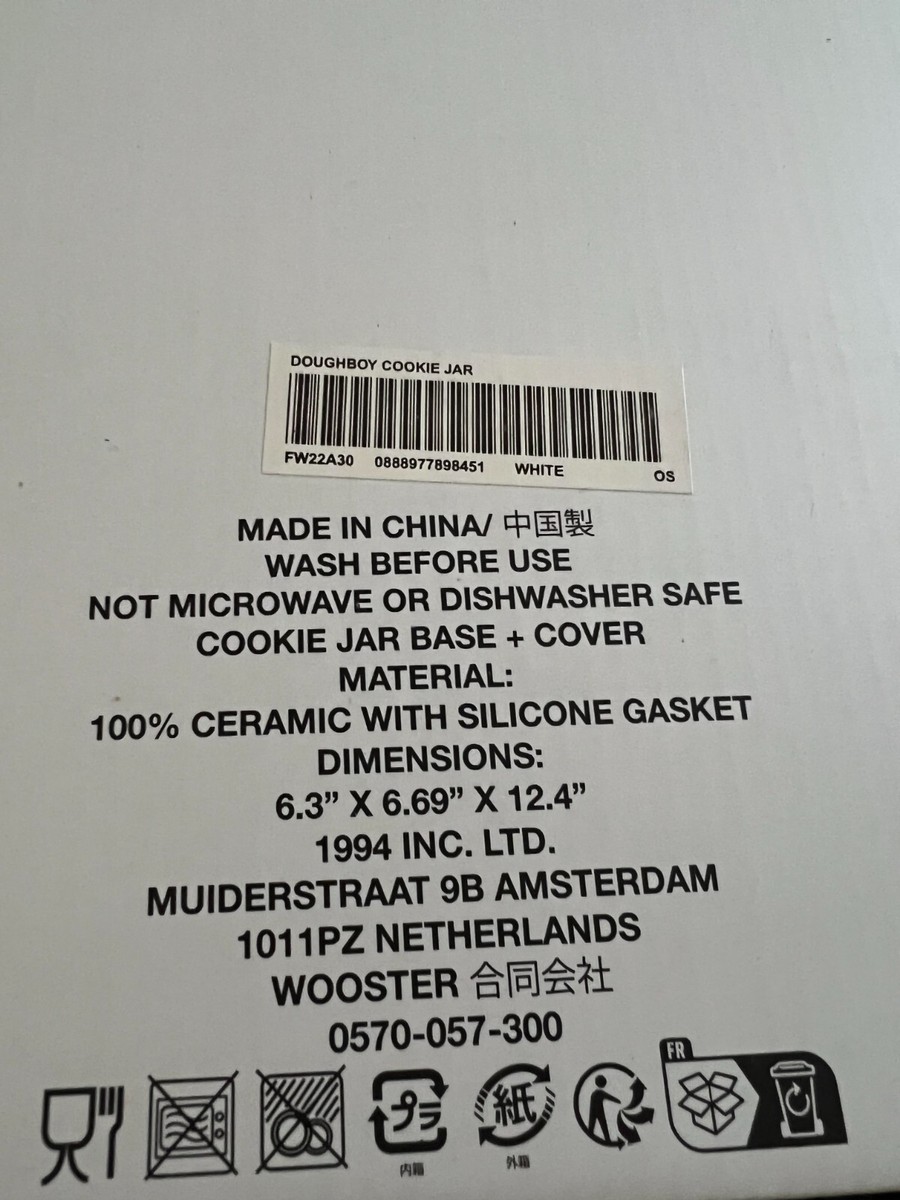 DOUGHBOY COOKIE JAR
FW22A30 0888977898451 WHITE OS
MADE IN CHINA/ 中国製
WASH BEFORE USE
NOT MICROWAVE OR DISHWASHER SAFE
COOKIE JAR BASE + COVER
MATERIAL:
100% CERAMIC WITH SILICONE GASKET
DIMENSIONS:
6.3” X 6.69” X 12.4”
1994 INC. LTD.
MUIDERSTRAAT 9B AMSTERDAM
1011PZ NETHERLANDS
WOOSTER 合同会社
0570-057-300
FR
プラ 紙
内箱 外箱